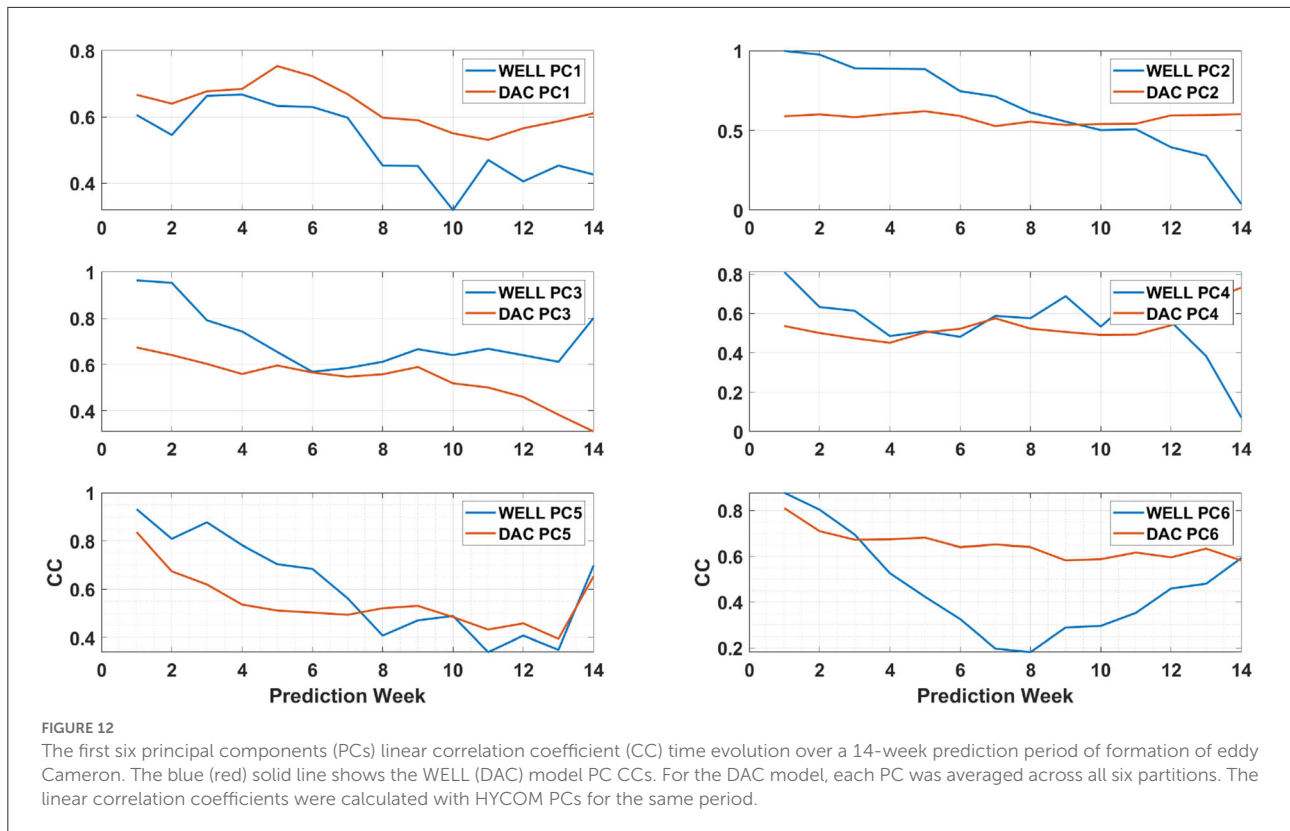 0.8
0.6
0.4
0 2 4 6 8 10 12 14
WELL PC1
DAC PC1
1
0.5
0
0 2 4 6 8 10 12 14
WELL PC2
DAC PC2
1
0.8
0.6
0.4
0 2 4 6 8 10 12 14
WELL PC3
DAC PC3
0.8
0.6
0.4
0.2
0
0 2 4 6 8 10 12 14
WELL PC4
DAC PC4
1
0.8
0.6
0.4
CC
0 2 4 6 8 10 12 14
Prediction Week
WELL PC5
DAC PC5
0.8
0.6
0.4
0.2
CC
0 2 4 6 8 10 12 14
Prediction Week
WELL PC6
DAC PC6
FIGURE 12
The first six principal components (PCs) linear correlation coefficient (CC) time evolution over a 14-week prediction period of formation of eddy
Cameron. The blue (red) solid line shows the WELL (DAC) model PC CCs. For the DAC model, each PC was averaged across all six partitions. The
linear correlation coefficients were calculated with HYCOM PCs for the same period.